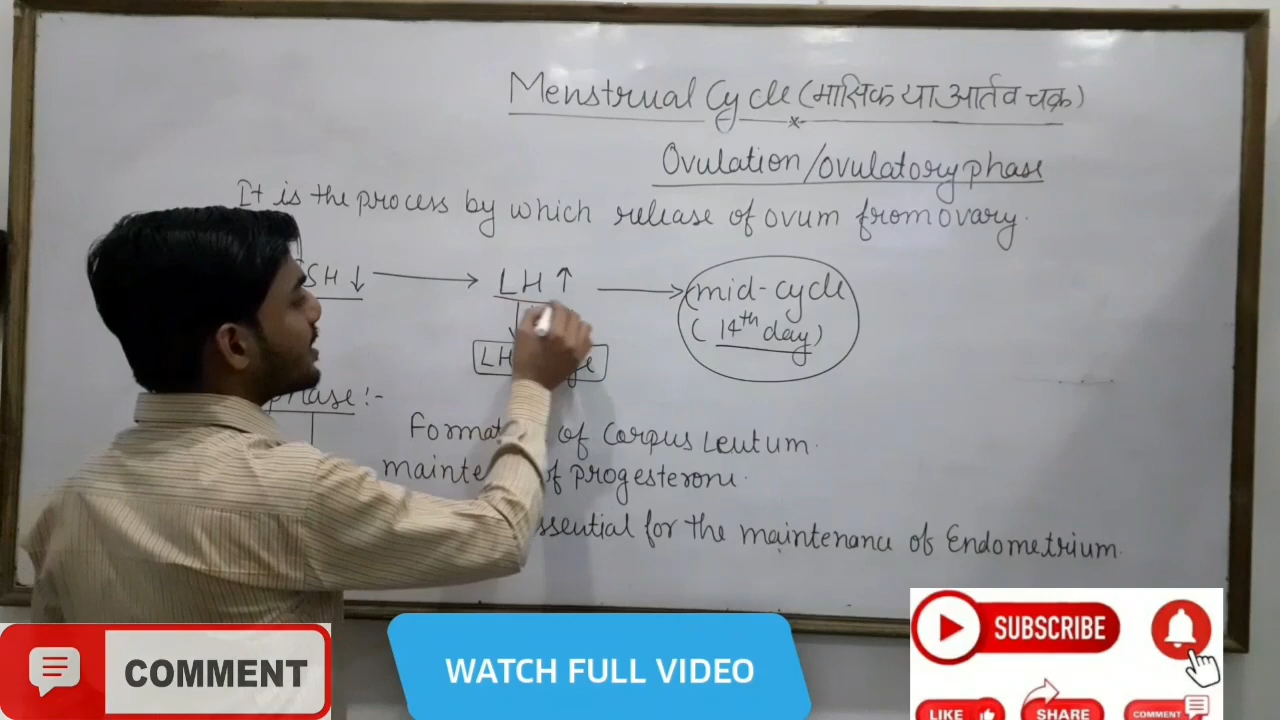 Menstrual Cycle (मासिक या आर्तव चक्र)
Ovulation/ovulatory phase
It is the process by which release of ovum from ovary.
SH ↓ → LH ↑ → mid-cycle
(14th day)
LH
phase :-
Format of Corpus Leutum.
mainte of progesterone.
ssential for the maintenance of Endometrium.
COMMENT
WATCH FULL VIDEO
SUBSCRIBE
LIKE SHARE COMMENT